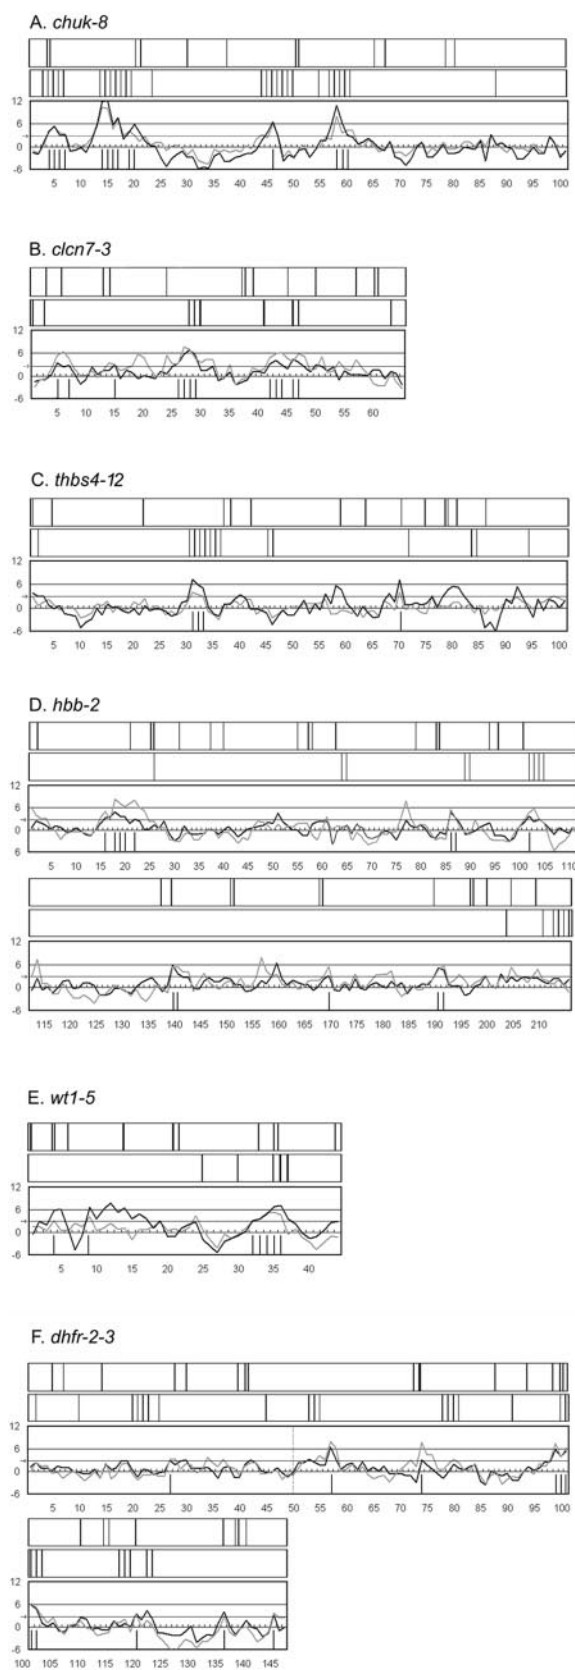 A. chuk-8
12
6
0
-6
5 10 15 20 25 30 35 40 45 50 55 60 65 70 75 80 85 90 95 100
B. clcn7-3
12
6
0
-6
5 10 15 20 25 30 35 40 45 50 55 60
C. thbs4-12
12
6
0
-6
5 10 15 20 25 30 35 40 45 50 55 60 65 70 75 80 85 90 95 100
D. hbb-2
12
6
0
6
5 10 15 20 25 30 35 40 45 50 55 60 65 70 75 80 85 90 95 100 105 110
12
6
0
-6
115 120 125 130 135 140 145 150 155 160 165 170 175 180 185 190 195 200 205 210
E. wt1-5
12
6
0
-6
5 10 15 20 25 30 35 40
F. dhfr-2-3
12
6
0
-6
5 10 15 20 25 30 35 40 45 50 55 60 65 70 75 80 85 90 95 100
12
6
0
-6
100 105 110 115 120 125 130 135 140 145